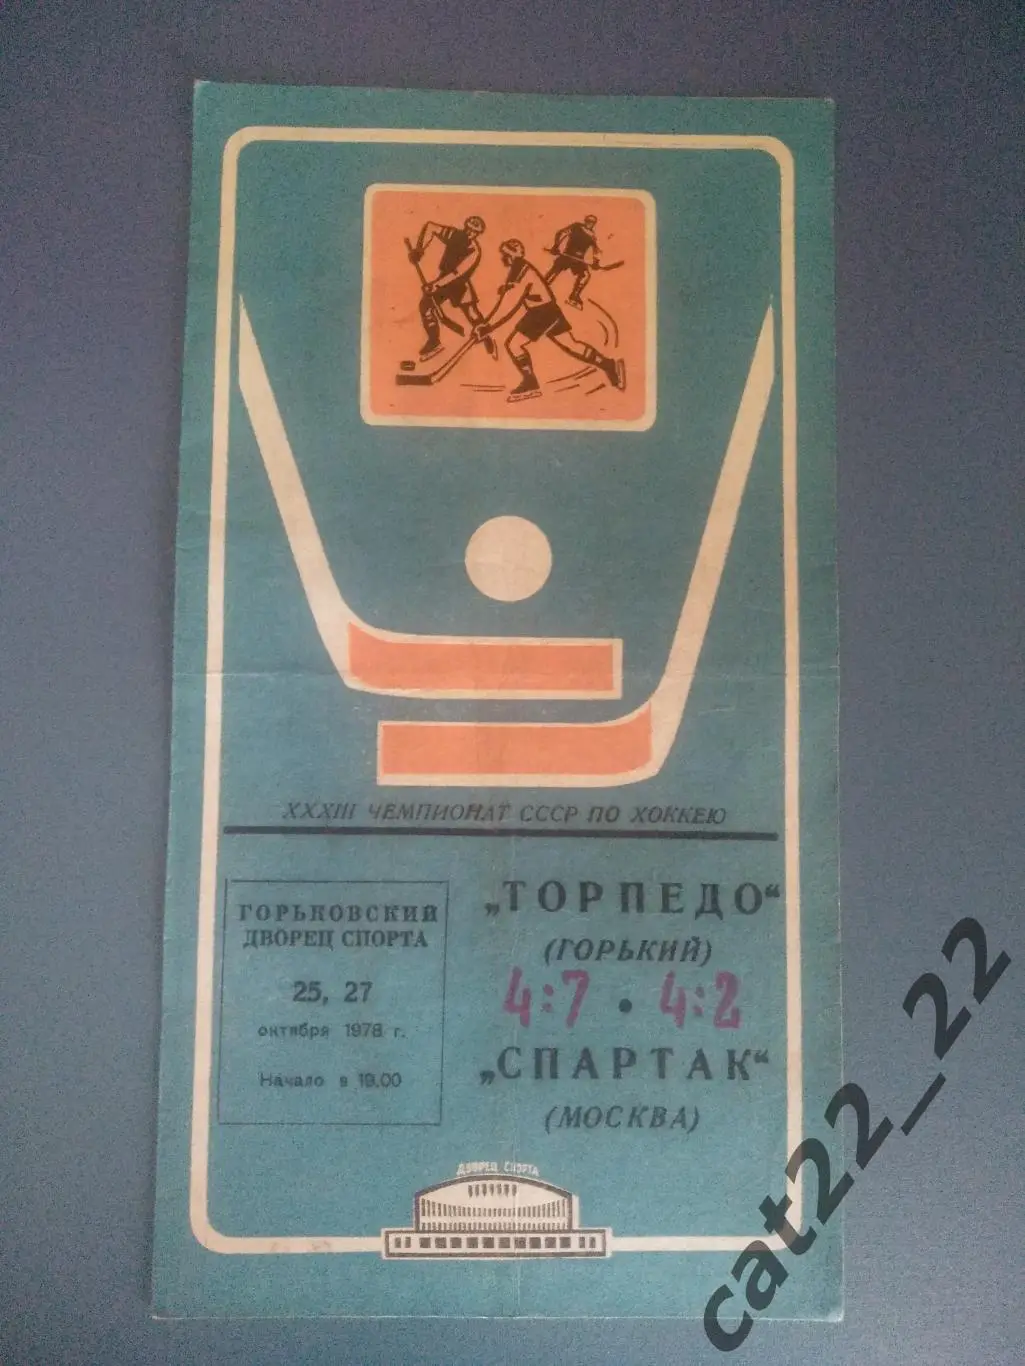 XXXIII ЧЕМПИОНАТ СССР ПО ХОККЕЮ
ГОРЬКОВСКИЙ
ДВОРЕЦ СПОРТА
25, 27
октября 1978 г.
Начало в 19.00
„ТОРПЕДО“
(ГОРЬКИЙ)
4:7 • 4:2
„СПАРТАК“
(МОСКВА)
ДВОРЕЦ СПОРТА
cat22_22